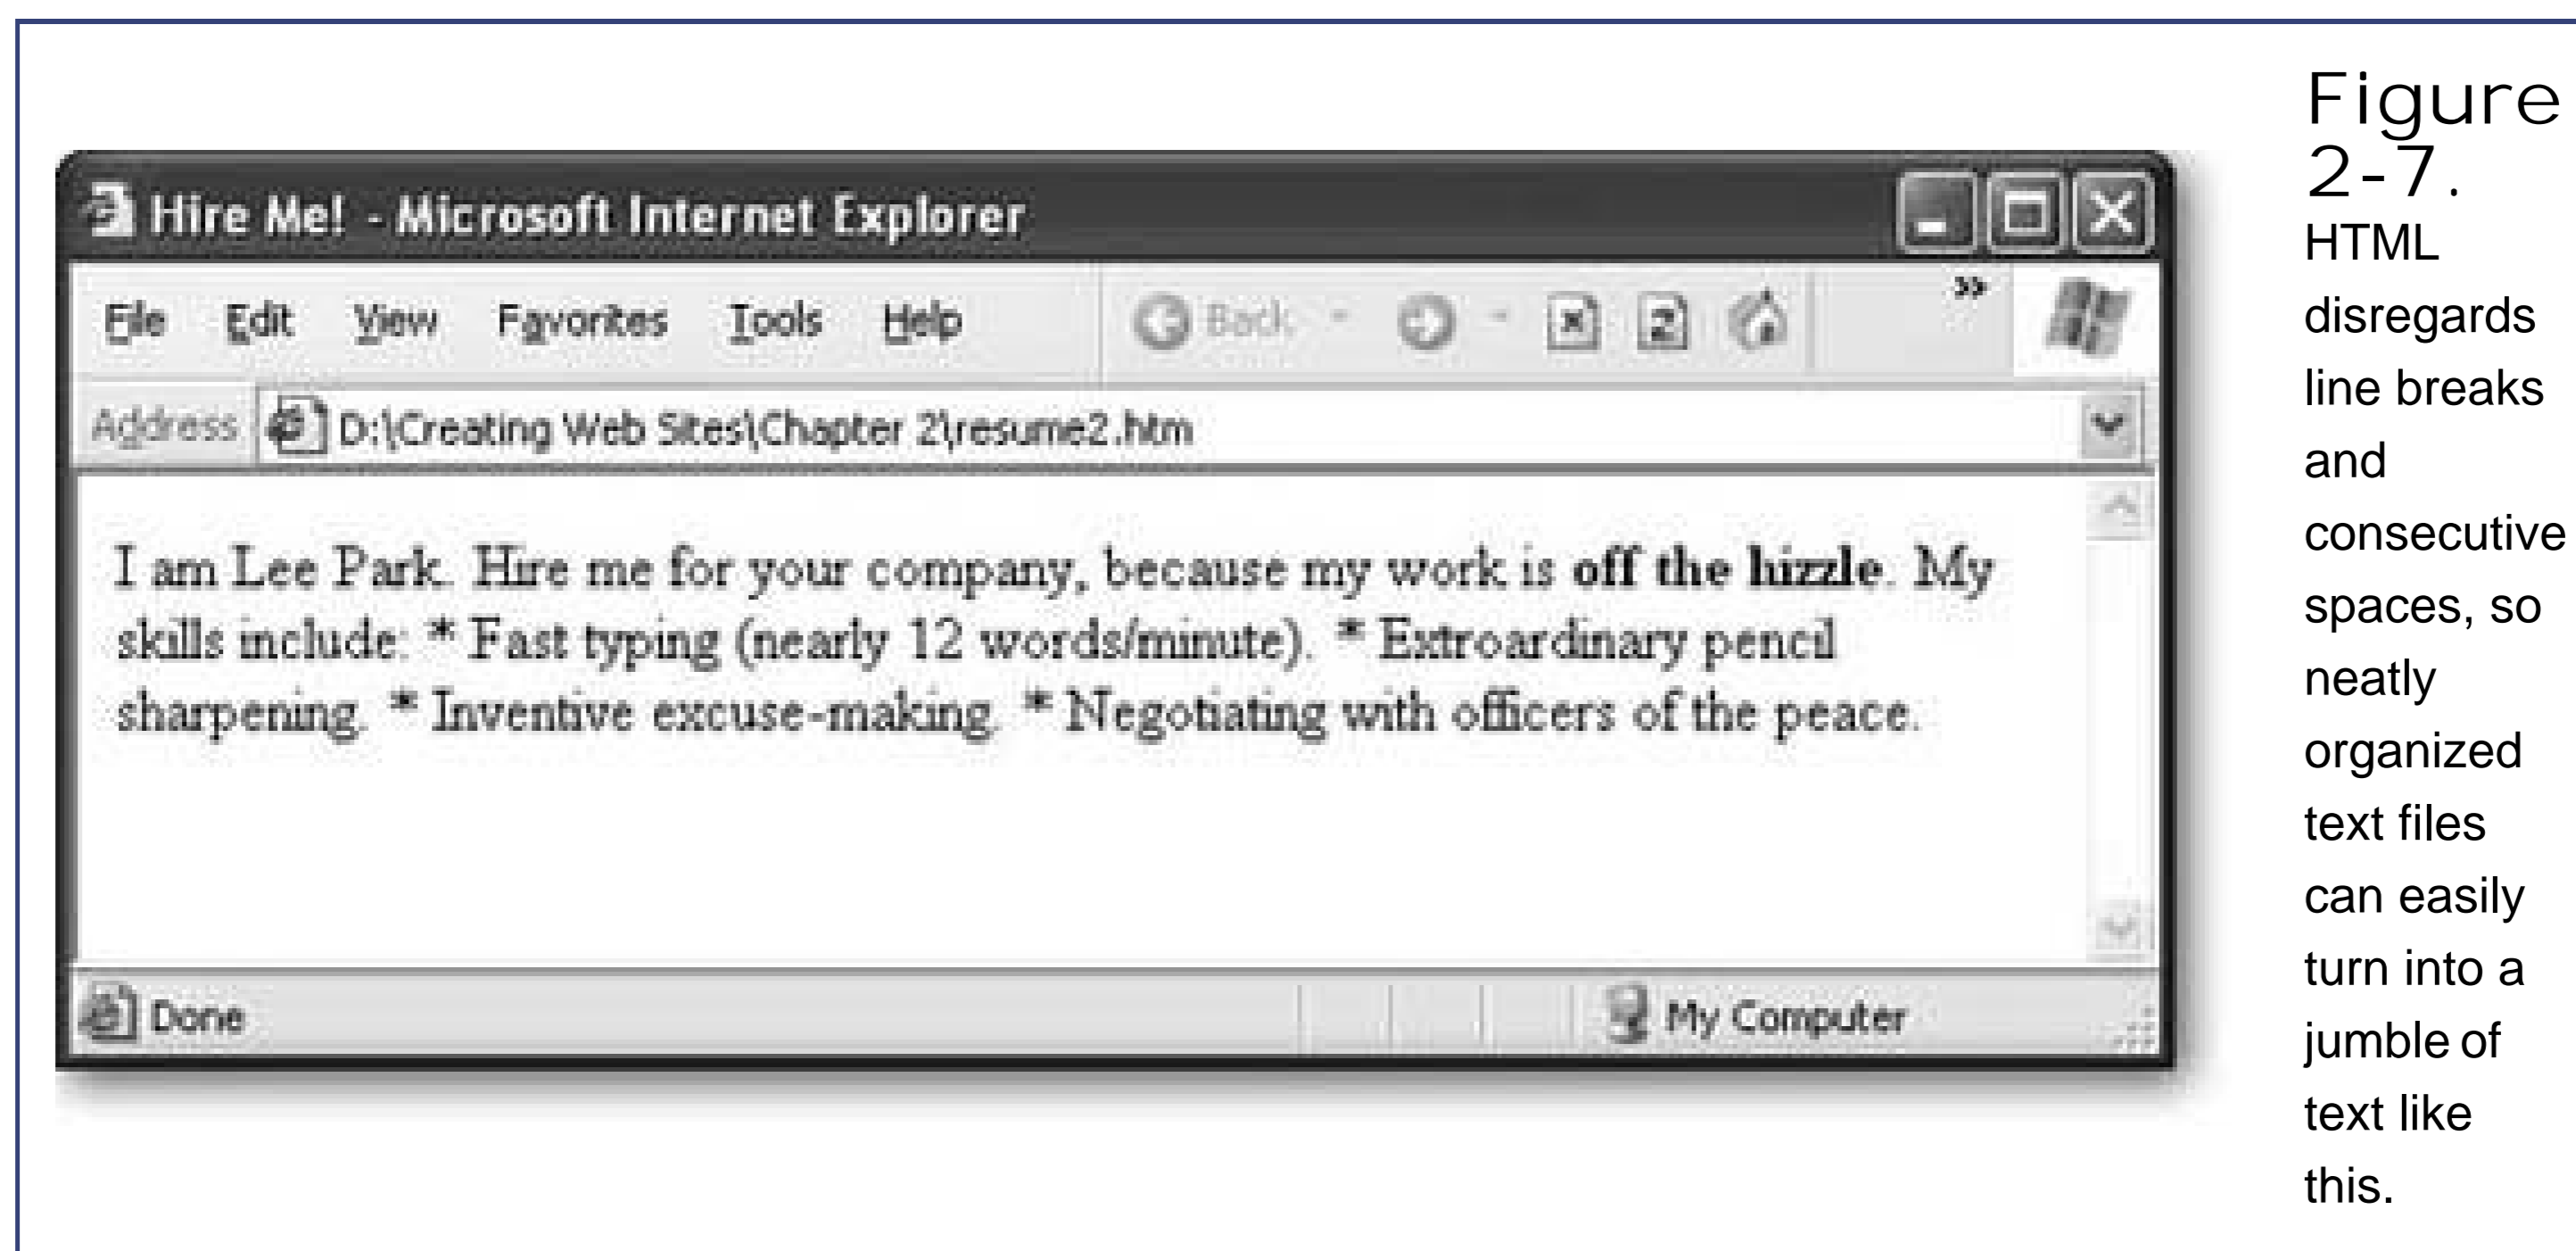 Hire Me! - Microsoft Internet Explorer
File Edit View Favorites Tools Help Back
Address D:\Creating Web Sites\Chapter 2\resume2.htm
I am Lee Park. Hire me for your company, because my work is off the hizzle. My
skills include: * Fast typing (nearly 12 words/minute). * Extroardinary pencil
sharpening. * Inventive excuse-making. * Negotiating with officers of the peace.
Done My Computer
Figure
2-7.
HTML
disregards
line breaks
and
consecutive
spaces, so
neatly
organized
text files
can easily
turn into a
jumble of
text like
this.